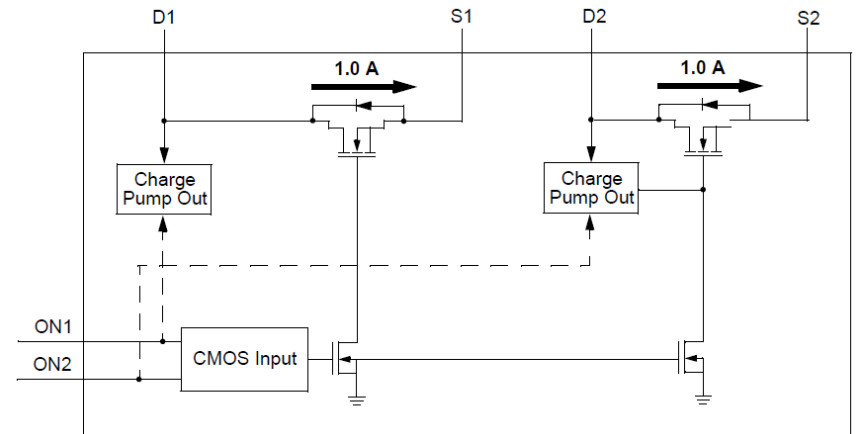 D1
S1
D2
S2
1.0 A
1.0 A
Charge
Pump Out
Charge
Pump Out
ON1
ON2
CMOS Input